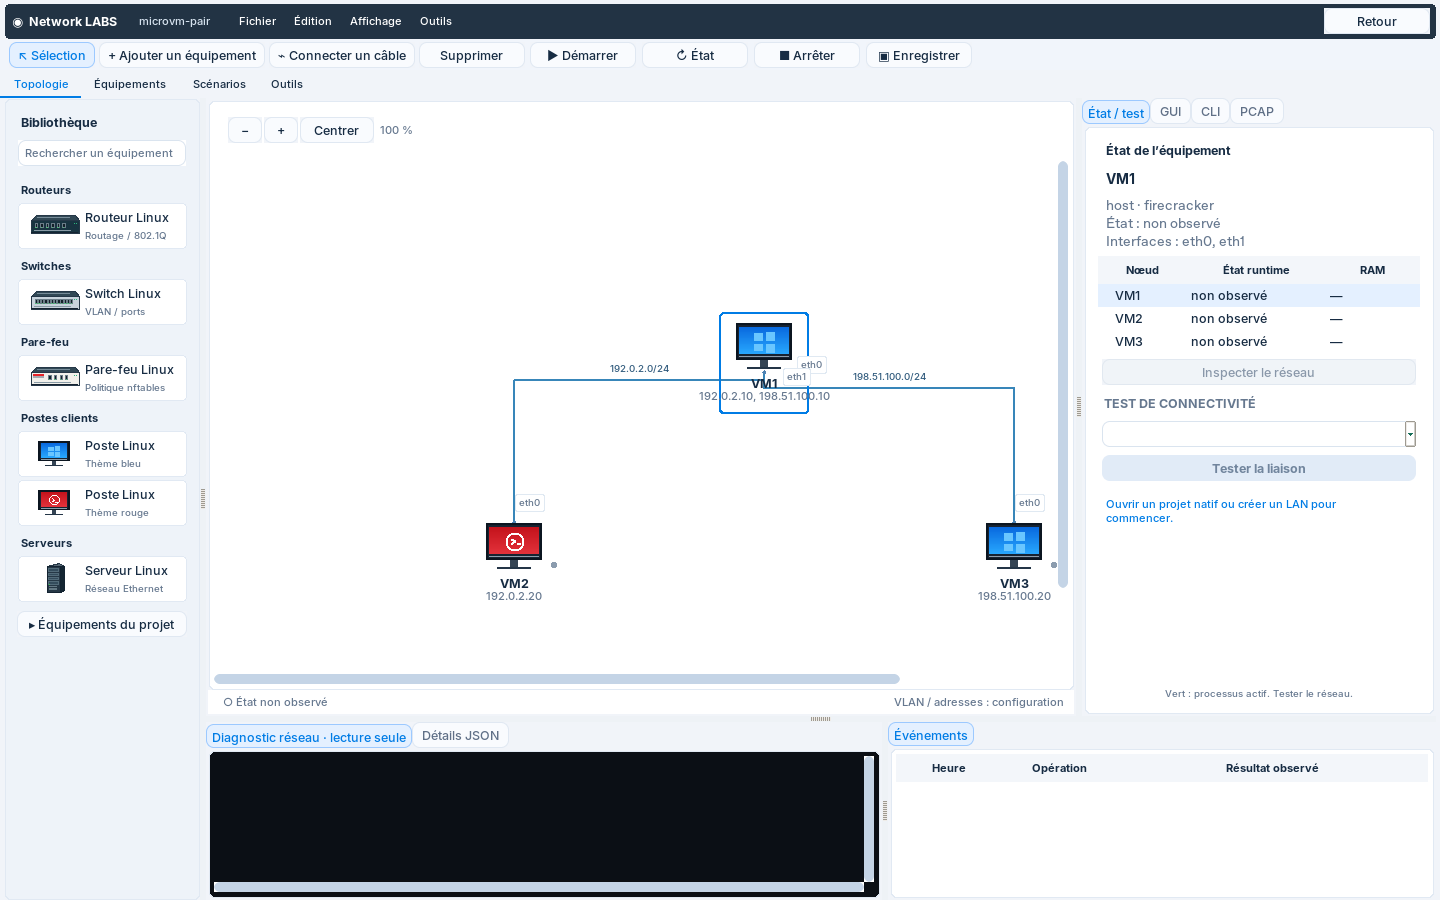 Network LABS microvm-pair Fichier Édition Affichage Outils Retour
Sélection + Ajouter un équipement Connecter un câble Supprimer Démarrer État Arrêter Enregistrer
Topologie Équipements Scénarios Outils
Bibliothèque
Rechercher un équipement
Routeurs
Routeur Linux
Routage / 802.1Q
Switches
Switch Linux
VLAN / ports
Pare-feu
Pare-feu Linux
Politique nftables
Postes clients
Poste Linux
Thème bleu
Poste Linux
Thème rouge
Serveurs
Serveur Linux
Réseau Ethernet
▸ Équipements du projet
− + Centrer 100 %
192.0.2.0/24
eth0
eth1
198.51.100.0/24
VM1
192.0.2.10, 198.51.100.10
eth0
VM2
192.0.2.20
eth0
VM3
198.51.100.20
État non observé
VLAN / adresses : configuration
État / test GUI CLI PCAP
État de l’équipement
VM1
host · firecracker
État : non observé
Interfaces : eth0, eth1
Nœud État runtime RAM
VM1 non observé —
VM2 non observé —
VM3 non observé —
Inspecter le réseau
TEST DE CONNECTIVITÉ
Tester la liaison
Ouvrir un projet natif ou créer un LAN pour
commencer.
Vert : processus actif. Tester le réseau.
Diagnostic réseau · lecture seule Détails JSON
Événements
Heure Opération Résultat observé